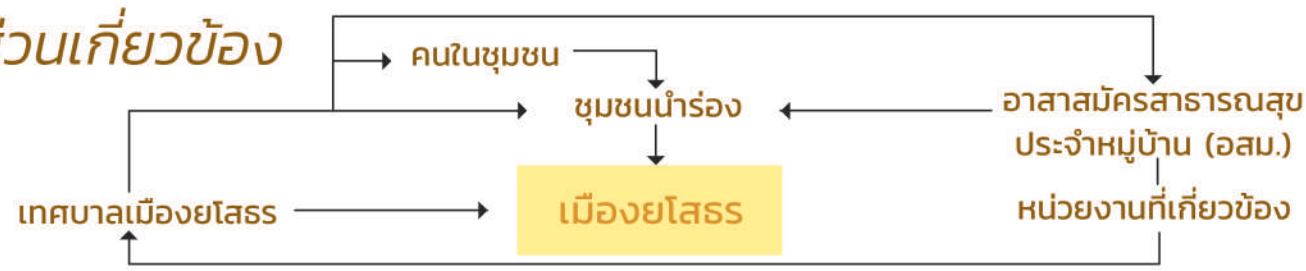 เกี่ยวข้อง
คนในชุมชน
ชุมชนนำร่อง
อาสาสมัครสาธารณสุข
ประจำหมู่บ้าน (อสม.)
เทศบาลเมืองยโสธร
เมืองยโสธร
หน่วยงานที่เกี่ยวข้อง